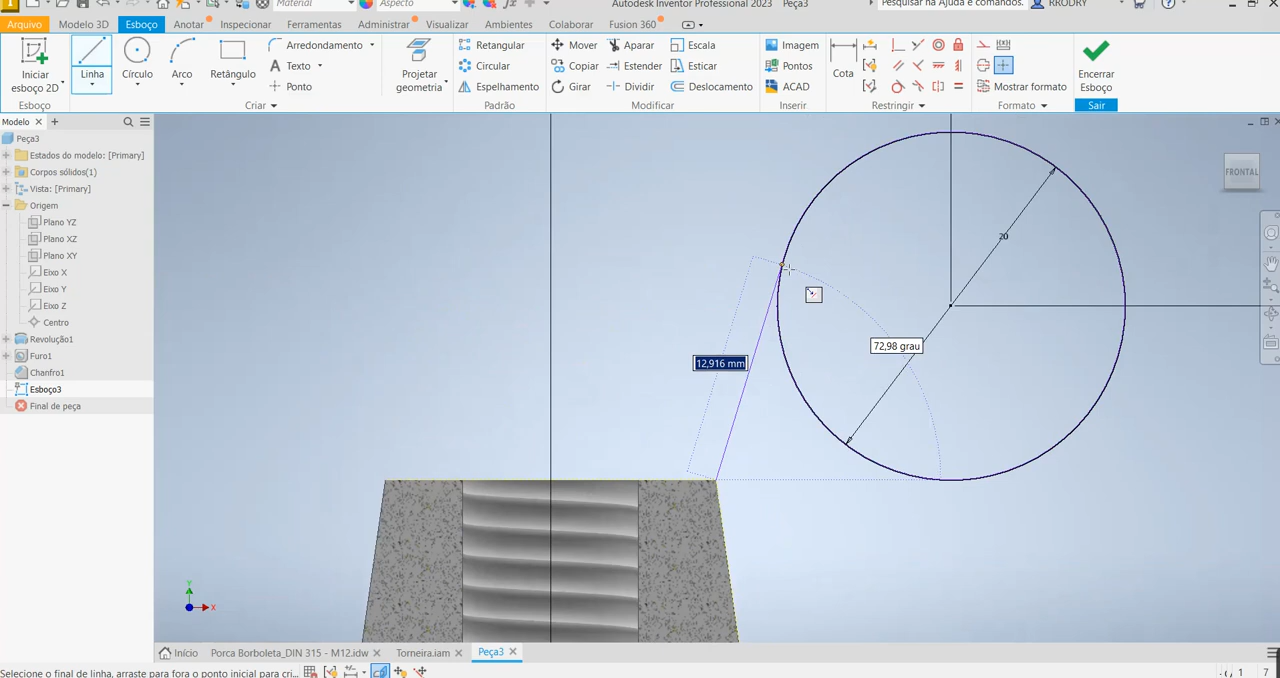 Material
Aspecto
Autodesk Inventor Professional 2023 Peça3
Pesquisar na Ajuda e comandos.
RRODRY
Arquivo
Modelo 3D
Esboço
Anotar
Inspecionar
Ferramentas
Administrar
Visualizar
Ambientes
Colaborar
Fusion 360
Iniciar
esboço 2D
Linha
Círculo
Arco
Retângulo
Arredondamento
Texto
Ponto
Projetar
geometria
Retangular
Circular
Espelhamento
Mover
Copiar
Girar
Aparar
Estender
Dividir
Escala
Esticar
Deslocamento
Imagem
Pontos
ACAD
Cota
Mostrar formato
Encerrar
Esboço
Esboço
Criar
Padrão
Modificar
Inserir
Restringir
Formato
Sair
Modelo
Peça3
Estados do modelo: [Primary]
Corpos sólidos(1)
Vista: [Primary]
Origem
Plano YZ
Plano XZ
Plano XY
Eixo X
Eixo Y
Eixo Z
Centro
Revolução1
Furo1
Chanfro1
Esboço3
Final de peça
FRONTAL
20
72,98 grau
12,916 mm
Y
X
Início
Porca Borboleta_DIN 315 - M12.idw
Torneira.iam
Peça3
Selecione o final de linha, arraste para fora o ponto inicial para cri...
1
7